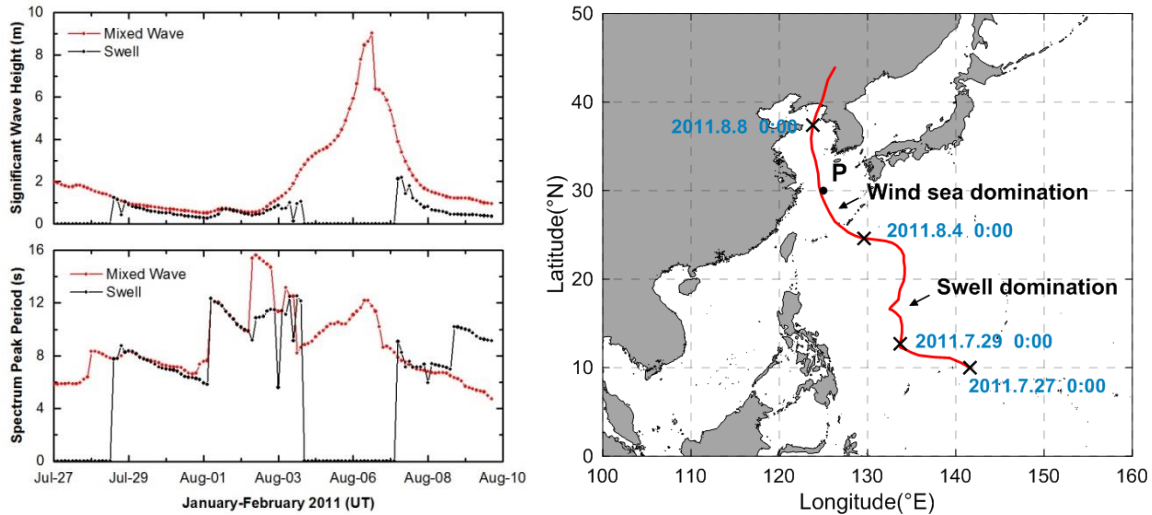 Significant Wave Height (m)
10
8
6
4
2
0
Mixed Wave
Swell
Spectrum Peak Period (s)
16
12
8
4
0
Mixed Wave
Swell
Jul-27 Jul-29 Aug-01 Aug-03 Aug-06 Aug-08 Aug-10
January-February 2011 (UT)
Latitude(°N)
50
40
30
20
10
0
2011.8.8 0:00
P
Wind sea domination
2011.8.4 0:00
Swell domination
2011.7.29 0:00
2011.7.27 0:00
100 110 120 130 140 150 160
Longitude(°E)